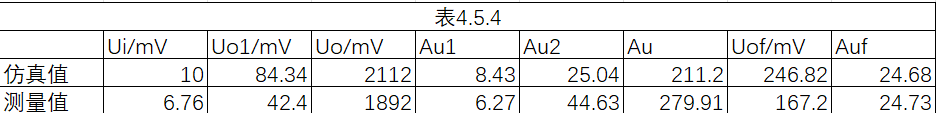 表4.5.4
Ui/mV Uo1/mV Uo/mV Au1 Au2 Au Uof/mV Auf
仿真值 10 84.34 2112 8.43 25.04 211.2 246.82 24.68
测量值 6.76 42.4 1892 6.27 44.63 279.91 167.2 24.73